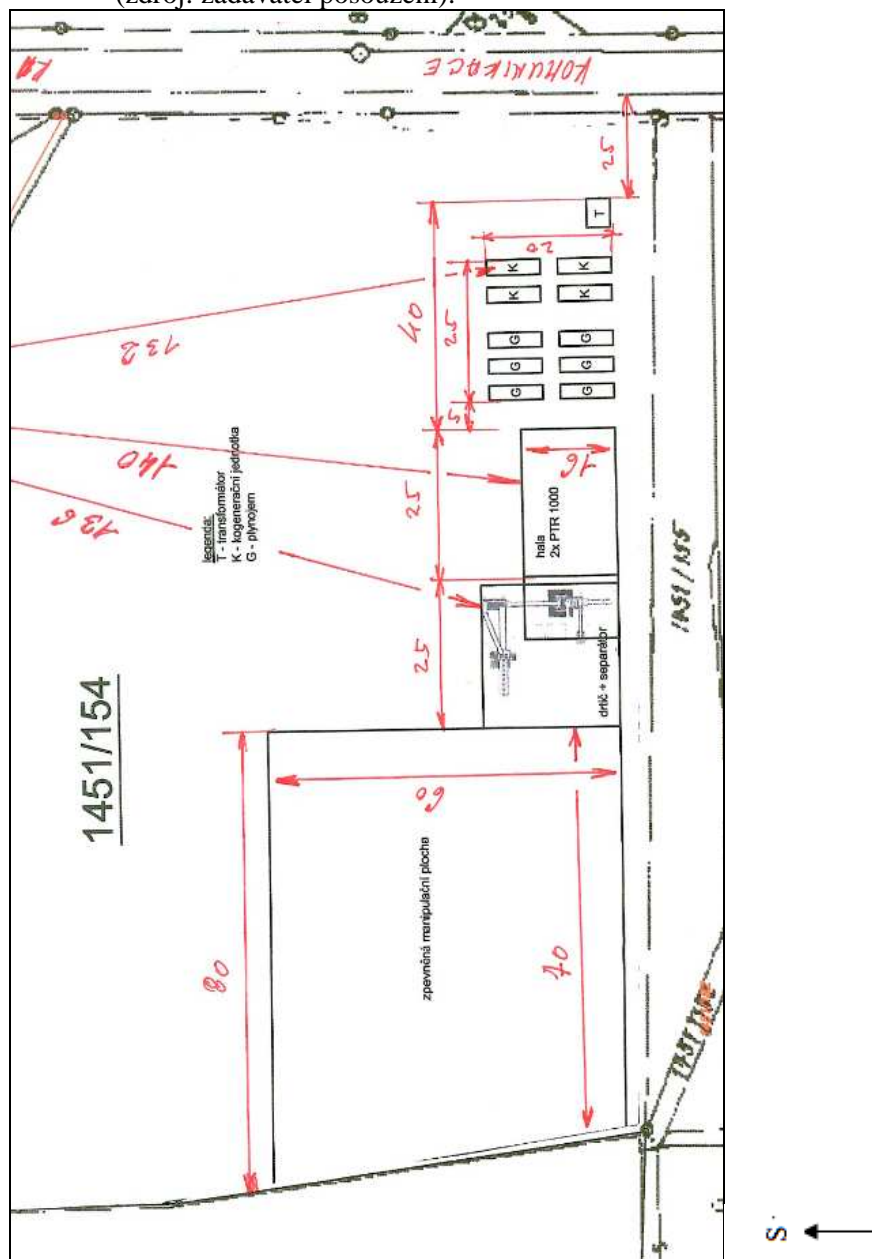 (zdroj: zadavatel posouzení).
KOMUNIKACE
25
T
20
K
K
K
K
40
25
G
G
G
G
G
G
5
132
140
136
legenda:
T - transformátor
K - kogenerační jednotka
G - plynojem
25
16
hala
2x PTR 1000
25
drtič + separátor
1451/155
1451/154
80
60
70
zpevněná manipulační plocha
S